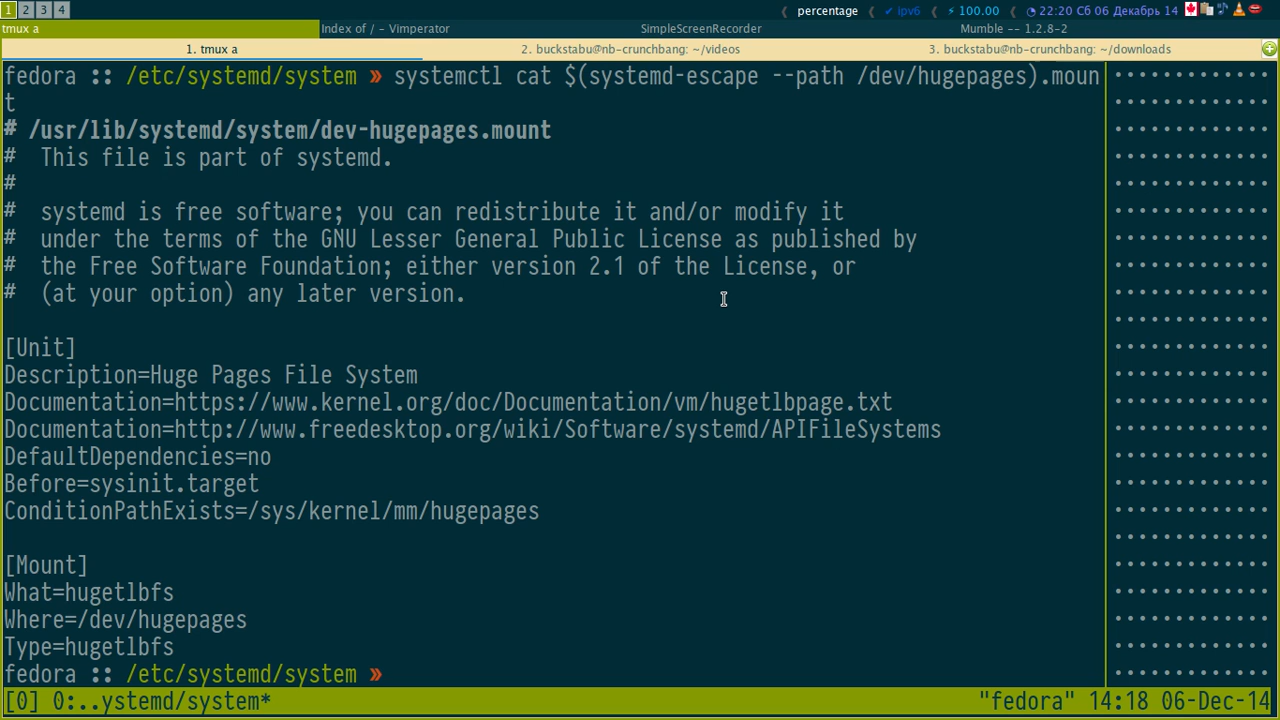 1 2 3 4 percentage ✔ ipv6 ⚡ 100.00 22:20 Сб 06 Декабрь 14
tmux a Index of / - Vimperator SimpleScreenRecorder Mumble -- 1.2.8-2
1. tmux a 2. buckstabu@nb-crunchbang: ~/videos 3. buckstabu@nb-crunchbang: ~/downloads
fedora :: /etc/systemd/system » systemctl cat $(systemd-escape --path /dev/hugepages).moun
t
# /usr/lib/systemd/system/dev-hugepages.mount
#  This file is part of systemd.
#
#  systemd is free software; you can redistribute it and/or modify it
#  under the terms of the GNU Lesser General Public License as published by
#  the Free Software Foundation; either version 2.1 of the License, or
#  (at your option) any later version.
[Unit]
Description=Huge Pages File System
Documentation=https://www.kernel.org/doc/Documentation/vm/hugetlbpage.txt
Documentation=http://www.freedesktop.org/wiki/Software/systemd/APIFileSystems
DefaultDependencies=no
Before=sysinit.target
ConditionPathExists=/sys/kernel/mm/hugepages
[Mount]
What=hugetlbfs
Where=/dev/hugepages
Type=hugetlbfs
fedora :: /etc/systemd/system »
[0] 0:..ystemd/system* "fedora" 14:18 06-Dec-14